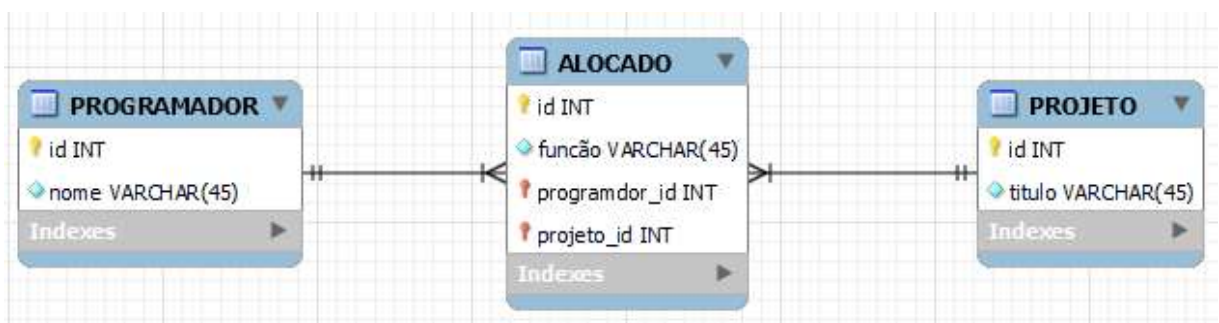 PROGRAMADOR
id INT
nome VARCHAR(45)
Indexes
ALOCADO
id INT
funcão VARCHAR(45)
programdor_id INT
projeto_id INT
Indexes
PROJETO
id INT
titulo VARCHAR(45)
Indexes